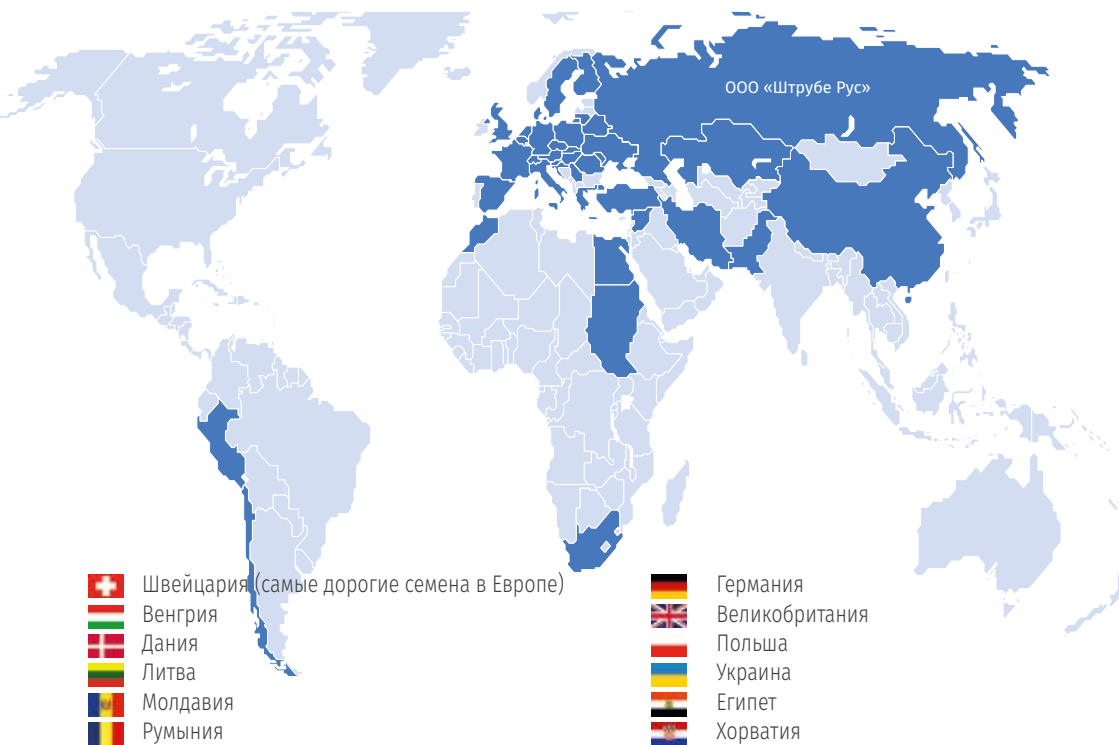 ООО «Штрубе Рус»
Швейцария (самые дорогие семена в Европе)
Венгрия
Дания
Литва
Молдавия
Румыния
Германия
Великобритания
Польша
Украина
Египет
Хорватия